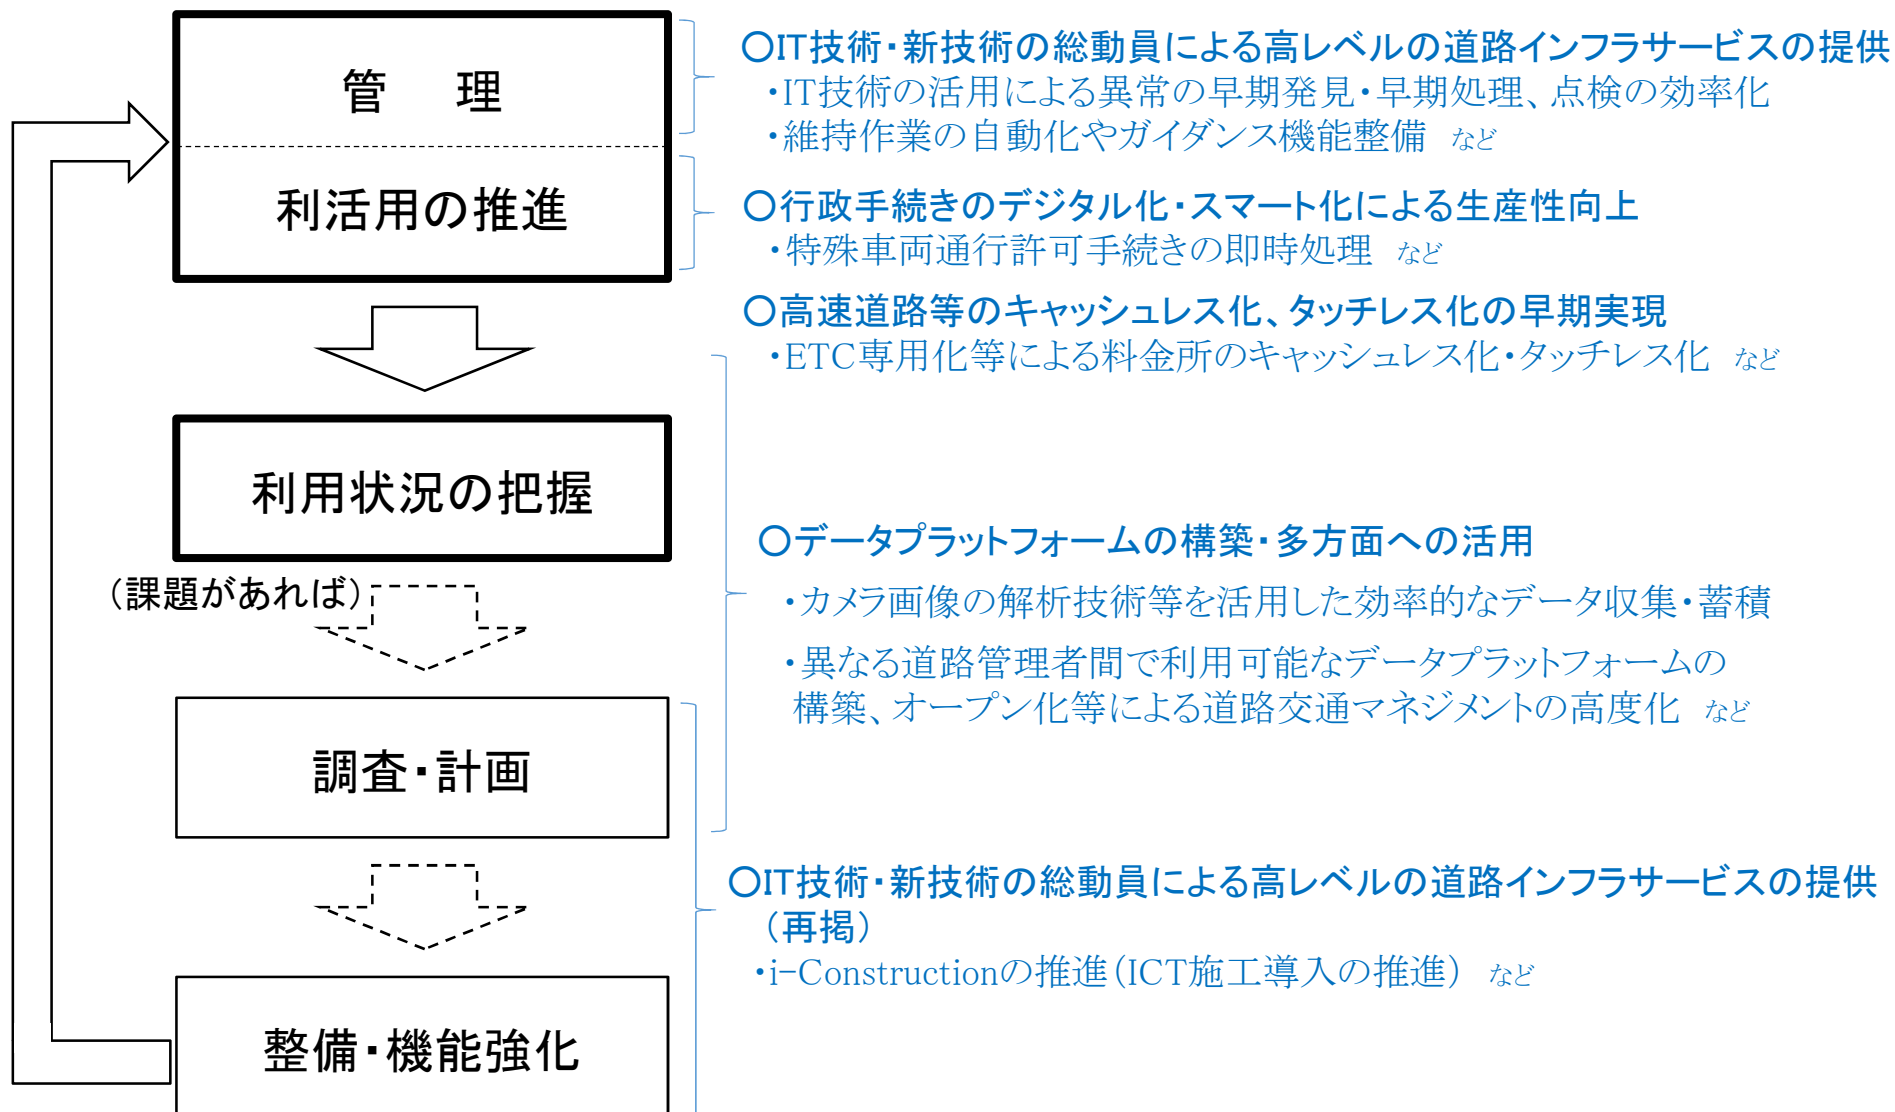 管　理
利活用の推進
利用状況の把握
（課題があれば）
調査・計画
整備・機能強化
〇IT技術・新技術の総動員による高レベルの道路インフラサービスの提供
・IT技術の活用による異常の早期発見・早期処理、点検の効率化
・維持作業の自動化やガイダンス機能整備　など
〇行政手続きのデジタル化・スマート化による生産性向上
・特殊車両通行許可手続きの即時処理　など
〇高速道路等のキャッシュレス化、タッチレス化の早期実現
・ETC専用化等による料金所のキャッシュレス化・タッチレス化　など
〇データプラットフォームの構築・多方面への活用
・カメラ画像の解析技術等を活用した効率的なデータ収集・蓄積
・異なる道路管理者間で利用可能なデータプラットフォームの
構築、オープン化等による道路交通マネジメントの高度化　など
〇IT技術・新技術の総動員による高レベルの道路インフラサービスの提供
（再掲）
・i-Constructionの推進（ICT施工導入の推進）　など